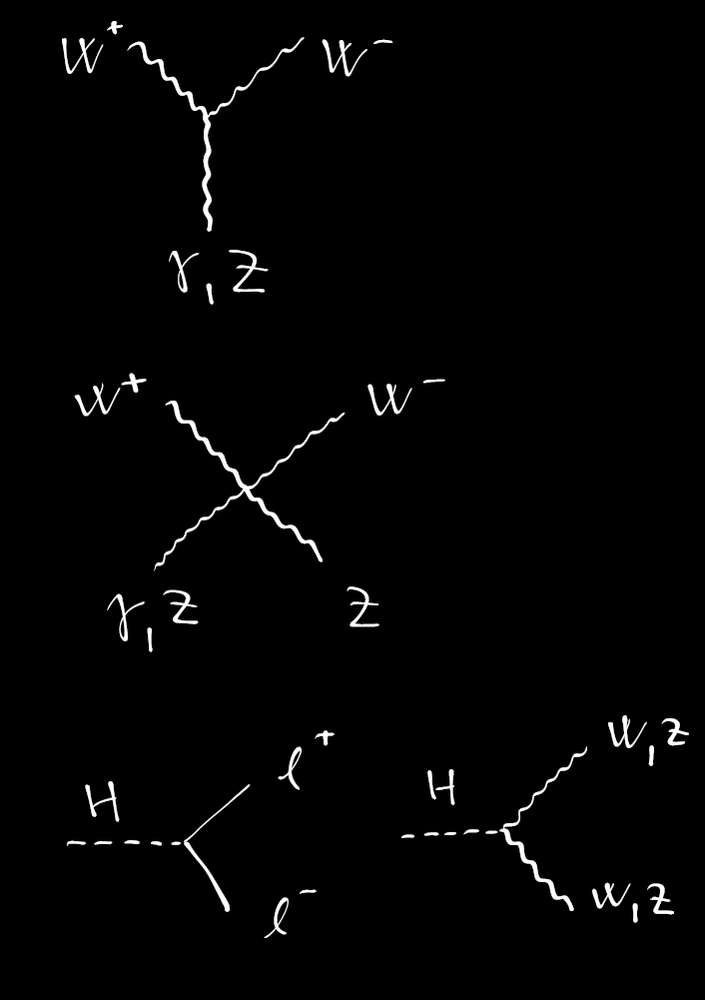 W⁺ W⁻
γ, Z
W⁺ W⁻
γ, Z Z
H ℓ⁺
ℓ⁻
H W, Z
W, Z